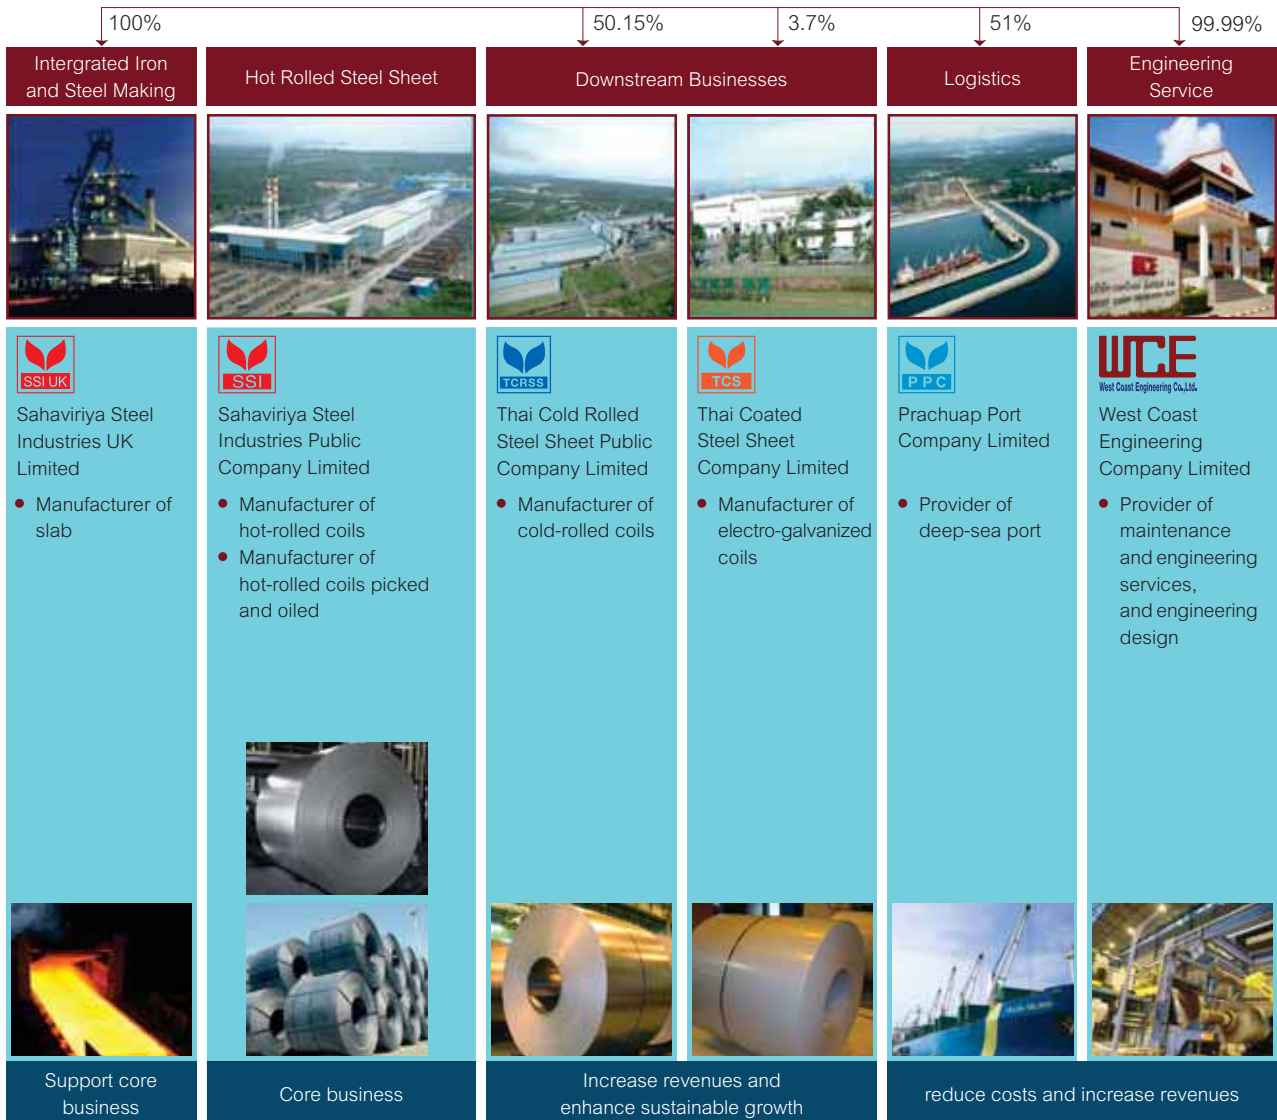 100%
50.15%
3.7%
51%
99.99%
Intergrated Iron
and Steel Making
Hot Rolled Steel Sheet
Downstream Businesses
Logistics
Engineering
Service
SSI UK
Sahaviriya Steel
Industries UK
Limited
• Manufacturer of
slab
SSI
Sahaviriya Steel
Industries Public
Company Limited
• Manufacturer of
hot-rolled coils
• Manufacturer of
hot-rolled coils picked
and oiled
TCRSS
Thai Cold Rolled
Steel Sheet Public
Company Limited
• Manufacturer of
cold-rolled coils
TCS
Thai Coated
Steel Sheet
Company Limited
• Manufacturer of
electro-galvanized
coils
PPC
Prachuap Port
Company Limited
• Provider of
deep-sea port
WCE
West Coast Engineering Co.,Ltd.
West Coast
Engineering
Company Limited
• Provider of
maintenance
and engineering
services,
and engineering
design
Support core
business
Core business
Increase revenues and
enhance sustainable growth
reduce costs and increase revenues